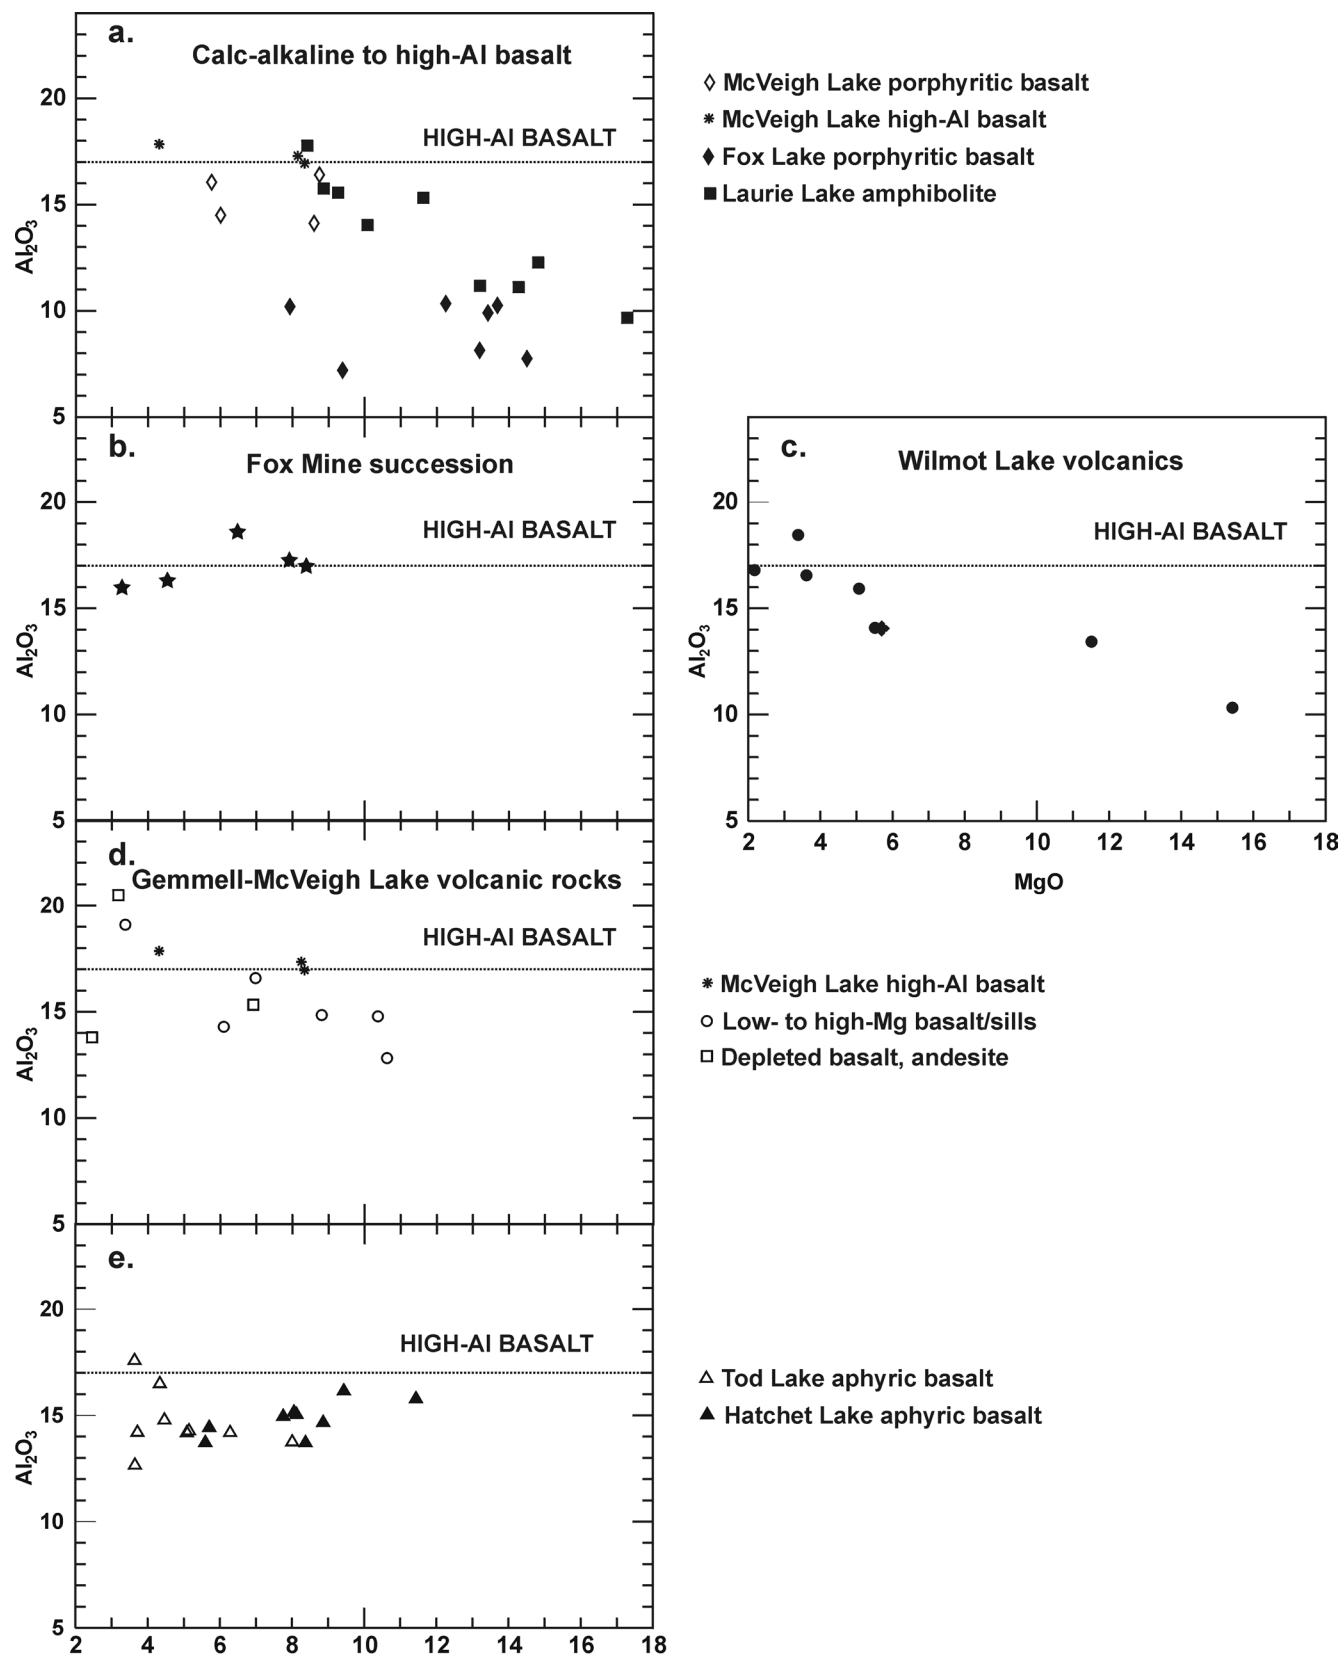 a.
Calc-alkaline to high-Al basalt
HIGH-Al BASALT
20
15
10
5
Al2O3
McVeigh Lake porphyritic basalt
McVeigh Lake high-Al basalt
Fox Lake porphyritic basalt
Laurie Lake amphibolite
b.
Fox Mine succession
HIGH-Al BASALT
20
15
10
5
Al2O3
c.
Wilmot Lake volcanics
HIGH-Al BASALT
20
15
10
5
Al2O3
2 4 6 8 10 12 14 16 18
MgO
d.
Gemmell-McVeigh Lake volcanic rocks
HIGH-Al BASALT
20
15
10
5
Al2O3
McVeigh Lake high-Al basalt
Low- to high-Mg basalt/sills
Depleted basalt, andesite
e.
HIGH-Al BASALT
20
15
10
5
Al2O3
2 4 6 8 10 12 14 16 18
Tod Lake aphyric basalt
Hatchet Lake aphyric basalt